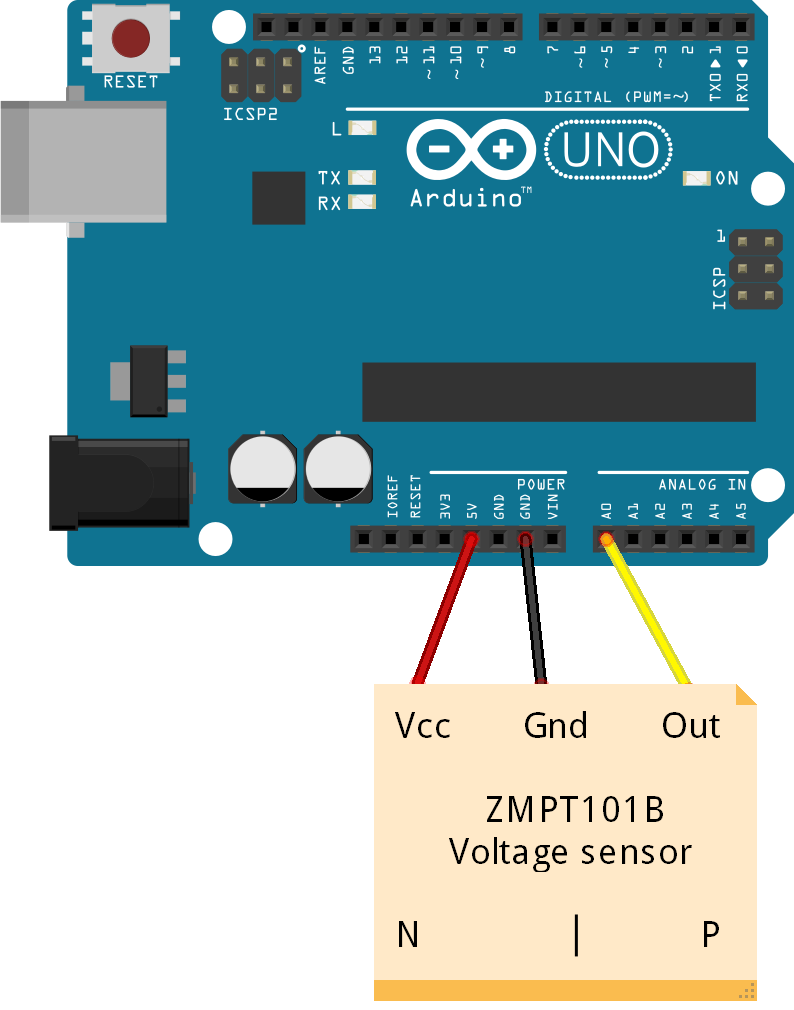 RESET
ICSP2
AREF
GND
13
12
~11
~10
~9
8
7
~6
~5
4
~3
2
TX0▶1
RX0◀0
DIGITAL (PWM=~)
L
TX
RX
Arduino™
UNO
ON
1
ICSP
POWER
ANALOG IN
IOREF
RESET
3V3
5V
GND
GND
VIN
A0
A1
A2
A3
A4
A5
Vcc Gnd Out
ZMPT101B
Voltage sensor
N | P